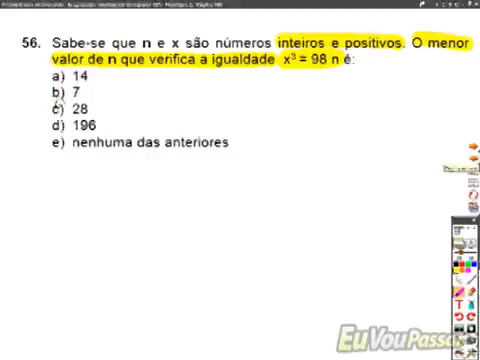 56. Sabe-se que n e x são números inteiros e positivos. O menor
valor de n que verifica a igualdade x³ = 98 n é:
a) 14
b) 7
c) 28
d) 196
e) nenhuma das anteriores
EuVouPassar